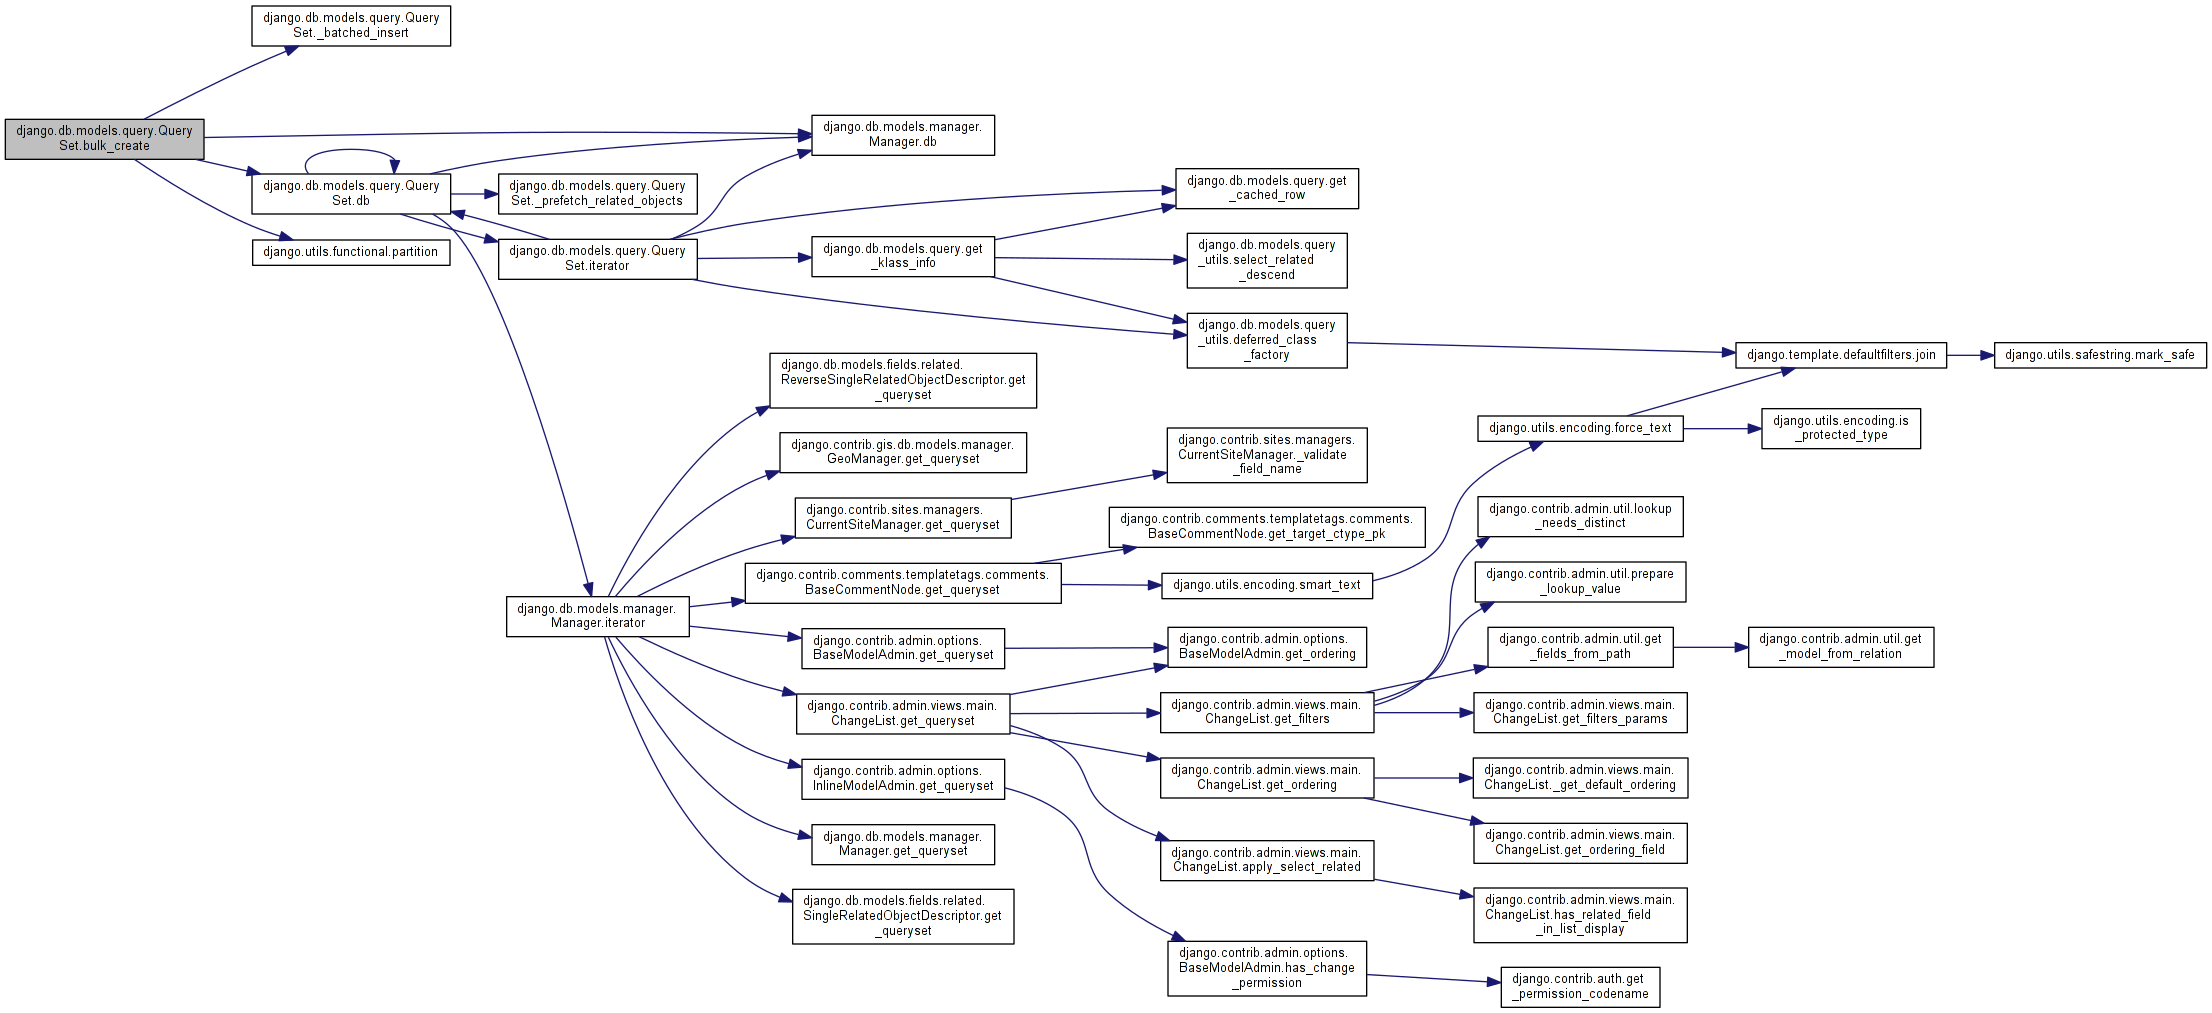 django.db.models.query.Query
Set._batched_insert
django.db.models.query.Query
Set.bulk_create
django.db.models.manager.
Manager.db
django.db.models.query.Query
Set.db
django.db.models.query.Query
Set._prefetch_related_objects
django.db.models.query.get
_cached_row
django.utils.functional.partition
django.db.models.query.Query
Set.iterator
django.db.models.query.get
_klass_info
django.db.models.query
_utils.select_related
_descend
django.db.models.query
_utils.deferred_class
_factory
django.template.defaultfilters.join
django.utils.safestring.mark_safe
django.db.models.fields.related.
ReverseSingleRelatedObjectDescriptor.get
_queryset
django.utils.encoding.force_text
django.utils.encoding.is
_protected_type
django.contrib.gis.db.models.manager.
GeoManager.get_queryset
django.contrib.sites.managers.
CurrentSiteManager._validate
_field_name
django.contrib.sites.managers.
CurrentSiteManager.get_queryset
django.contrib.admin.util.lookup
_needs_distinct
django.contrib.comments.templatetags.comments.
BaseCommentNode.get_target_ctype_pk
django.contrib.comments.templatetags.comments.
BaseCommentNode.get_queryset
django.utils.encoding.smart_text
django.contrib.admin.util.prepare
_lookup_value
django.db.models.manager.
Manager.iterator
django.contrib.admin.options.
BaseModelAdmin.get_queryset
django.contrib.admin.options.
BaseModelAdmin.get_ordering
django.contrib.admin.util.get
_fields_from_path
django.contrib.admin.util.get
_model_from_relation
django.contrib.admin.views.main.
ChangeList.get_queryset
django.contrib.admin.views.main.
ChangeList.get_filters
django.contrib.admin.views.main.
ChangeList.get_filters_params
django.contrib.admin.options.
InlineModelAdmin.get_queryset
django.contrib.admin.views.main.
ChangeList.get_ordering
django.contrib.admin.views.main.
ChangeList._get_default_ordering
django.db.models.manager.
Manager.get_queryset
django.contrib.admin.views.main.
ChangeList.apply_select_related
django.contrib.admin.views.main.
ChangeList.get_ordering_field
django.db.models.fields.related.
SingleRelatedObjectDescriptor.get
_queryset
django.contrib.admin.views.main.
ChangeList.has_related_field
_in_list_display
django.contrib.admin.options.
BaseModelAdmin.has_change
_permission
django.contrib.auth.get
_permission_codename